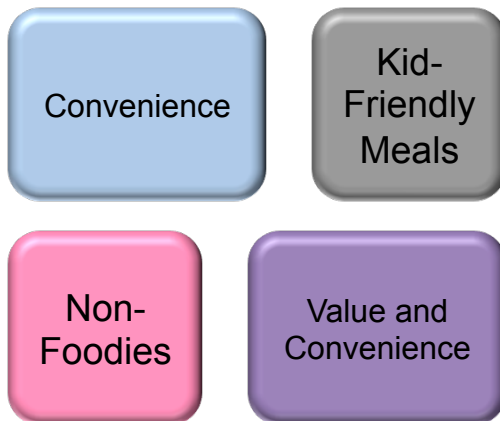 Convenience
Kid-
Friendly
Meals
Non-
Foodies
Value and
Convenience